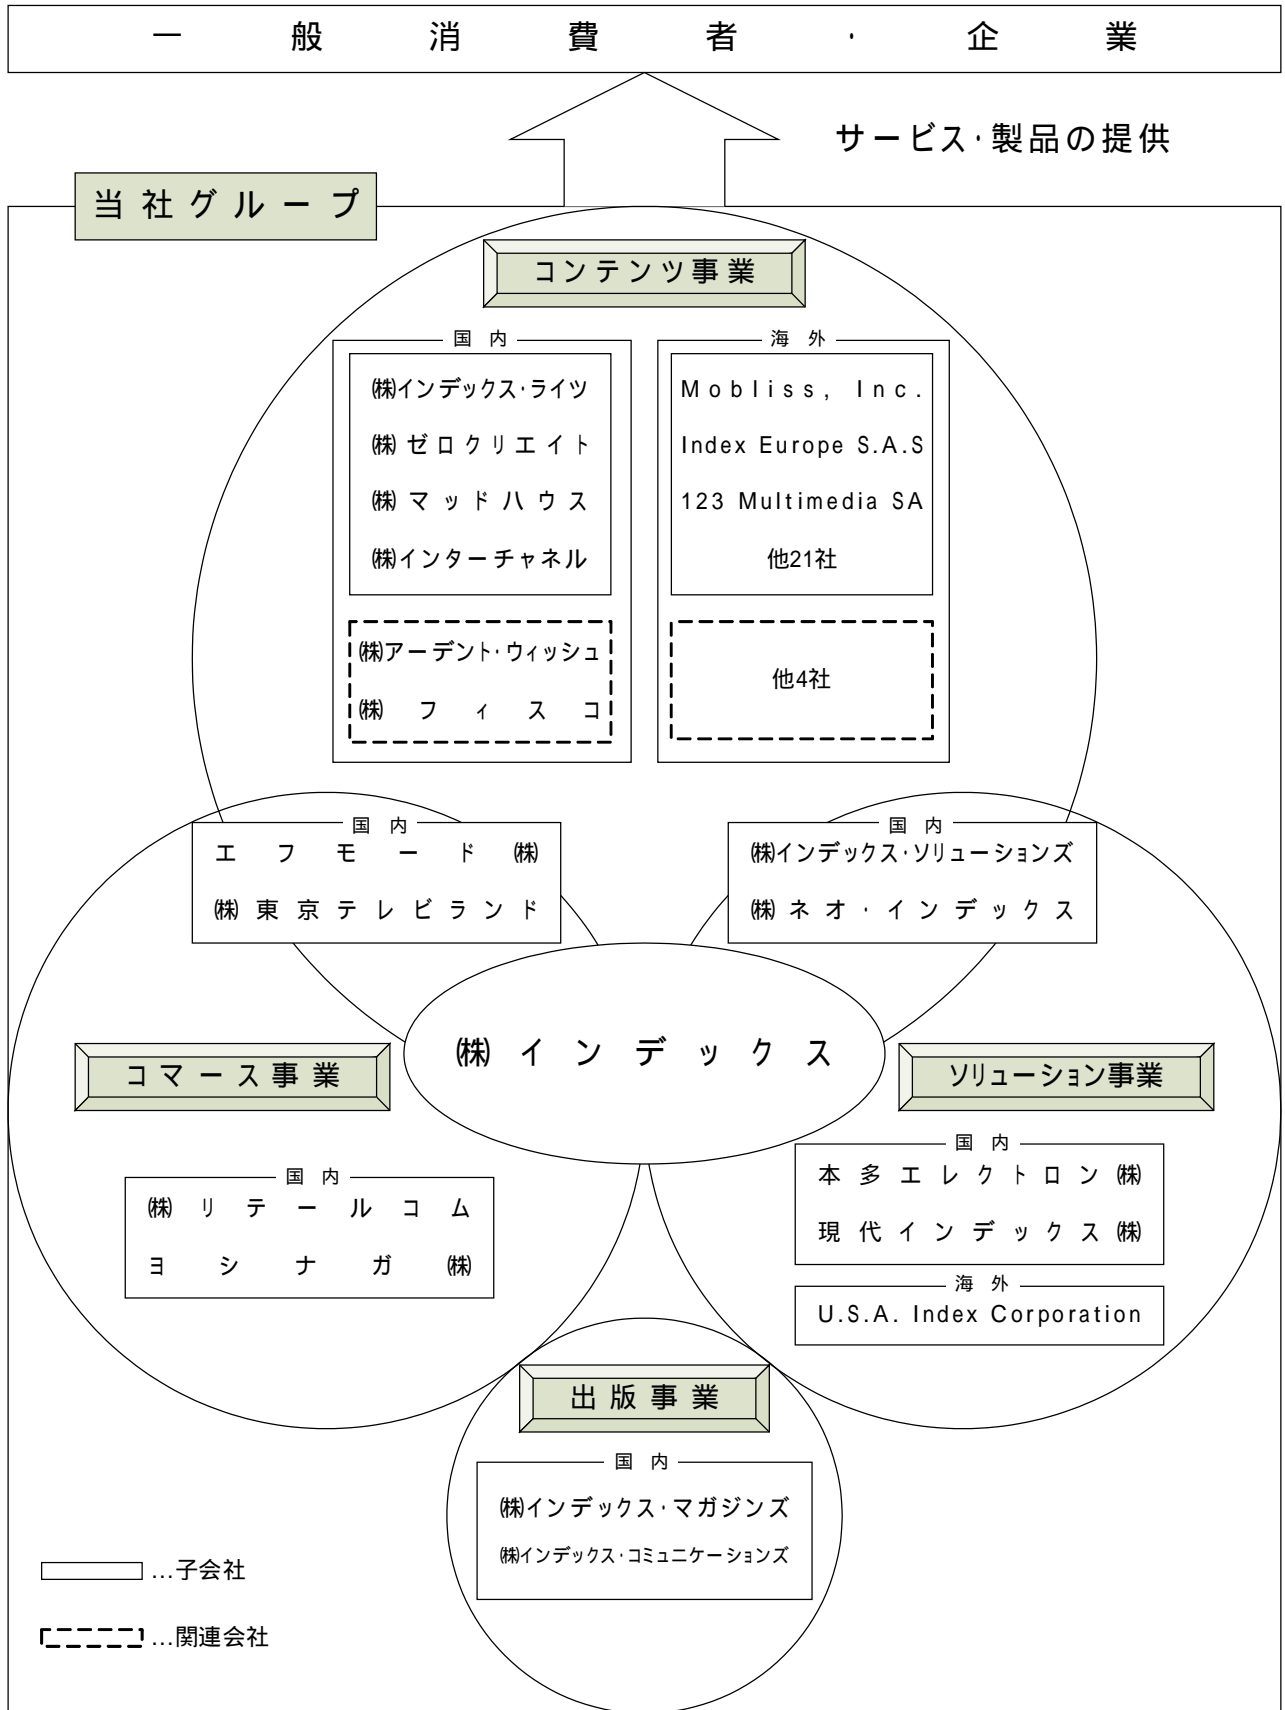 一般消費者・企業
サービス・製品の提供
当社グループ
コンテンツ事業
国内
㈱インデックス・ライツ
㈱ゼロクリエイト
㈱マッドハウス
㈱インターチャネル
㈱アーデント・ウィッシュ
㈱フィスコ
海外
Mobliss, Inc.
Index Europe S.A.S
123 Multimedia SA
他21社
他4社
国内
エフモード㈱
㈱東京テレビランド
国内
㈱インデックス・ソリューションズ
㈱ネオ・インデックス
㈱インデックス
コマース事業
国内
㈱リテールコム
ヨシナガ㈱
ソリューション事業
国内
本多エレクトロン㈱
現代インデックス㈱
海外
U.S.A. Index Corporation
出版事業
国内
㈱インデックス・マガジンズ
㈱インデックス・コミュニケーションズ
…子会社
…関連会社